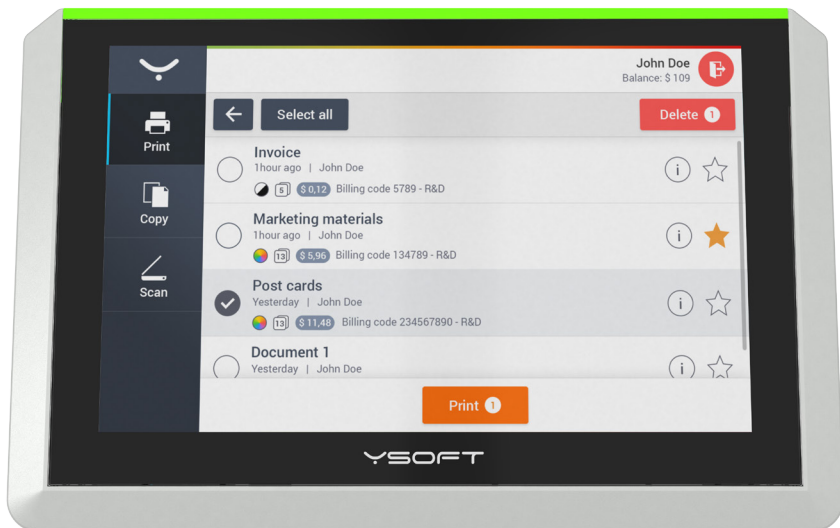 John Doe
Balance: $ 109
Select all
Delete 1
Print
Invoice
1hour ago | John Doe
5 $ 0,12 Billing code 5789 - R&D
i
Copy
Marketing materials
1hour ago | John Doe
13 $ 5,96 Billing code 134789 - R&D
i
Scan
Post cards
Yesterday | John Doe
13 $ 11,48 Billing code 234567890 - R&D
i
Document 1
Yesterday | John Doe
i
Print 1
YSOFT